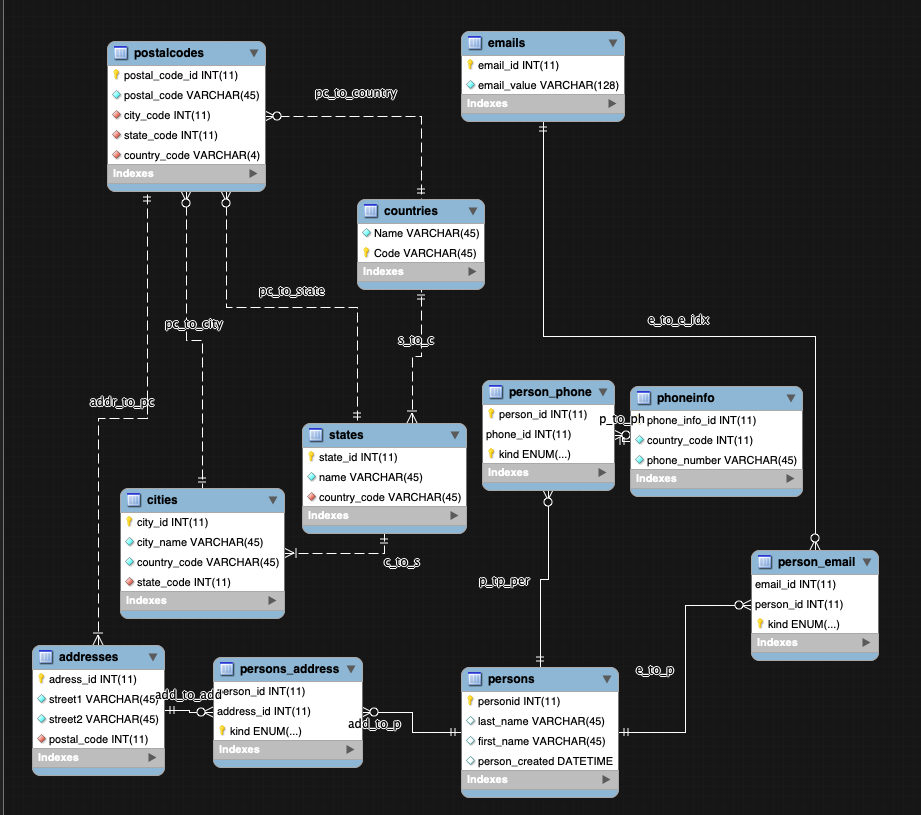 postalcodes
postal_code_id INT(11)
postal_code VARCHAR(45)
city_code INT(11)
state_code INT(11)
country_code VARCHAR(4)
Indexes
emails
email_id INT(11)
email_value VARCHAR(128)
Indexes
pc_to_country
countries
Name VARCHAR(45)
Code VARCHAR(45)
Indexes
pc_to_state
pc_to_city
s_to_c
e_to_e_idx
addr_to_pc
person_phone
person_id INT(11)
phone_id INT(11)
kind ENUM(...)
Indexes
p_to_ph
phoneinfo
phone_info_id INT(11)
country_code INT(11)
phone_number VARCHAR(45)
Indexes
states
state_id INT(11)
name VARCHAR(45)
country_code VARCHAR(45)
Indexes
cities
city_id INT(11)
city_name VARCHAR(45)
country_code VARCHAR(45)
state_code INT(11)
Indexes
c_to_s
p_tp_per
person_email
email_id INT(11)
person_id INT(11)
kind ENUM(...)
Indexes
addresses
adress_id INT(11)
street1 VARCHAR(45)
street2 VARCHAR(45)
postal_code INT(11)
Indexes
add_to_add
persons_address
person_id INT(11)
address_id INT(11)
kind ENUM(...)
Indexes
add_to_p
persons
personid INT(11)
last_name VARCHAR(45)
first_name VARCHAR(45)
person_created DATETIME
Indexes
e_to_p